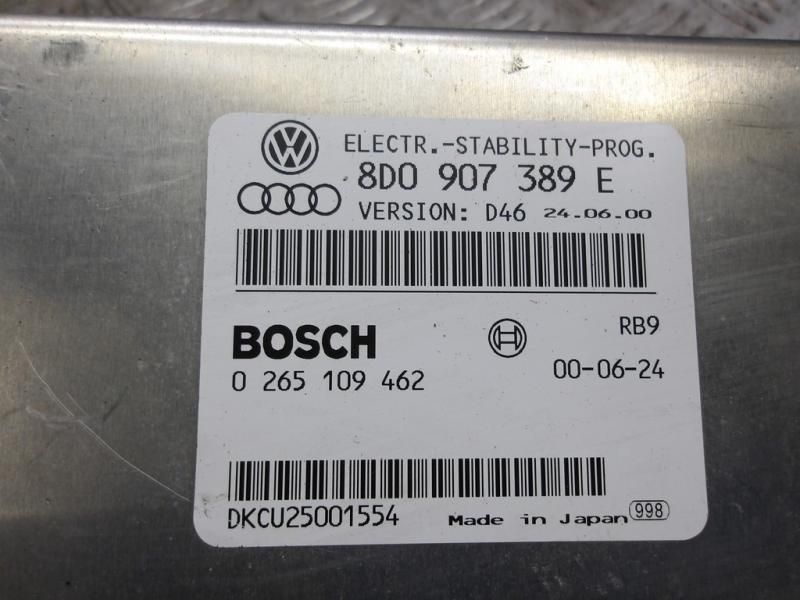 ELECTR.-STABILITY-PROG.
8D0 907 389 E
VERSION: D46 24.06.00
BOSCH
RB9
0 265 109 462
00-06-24
DKCU25001554
Made in Japan 998